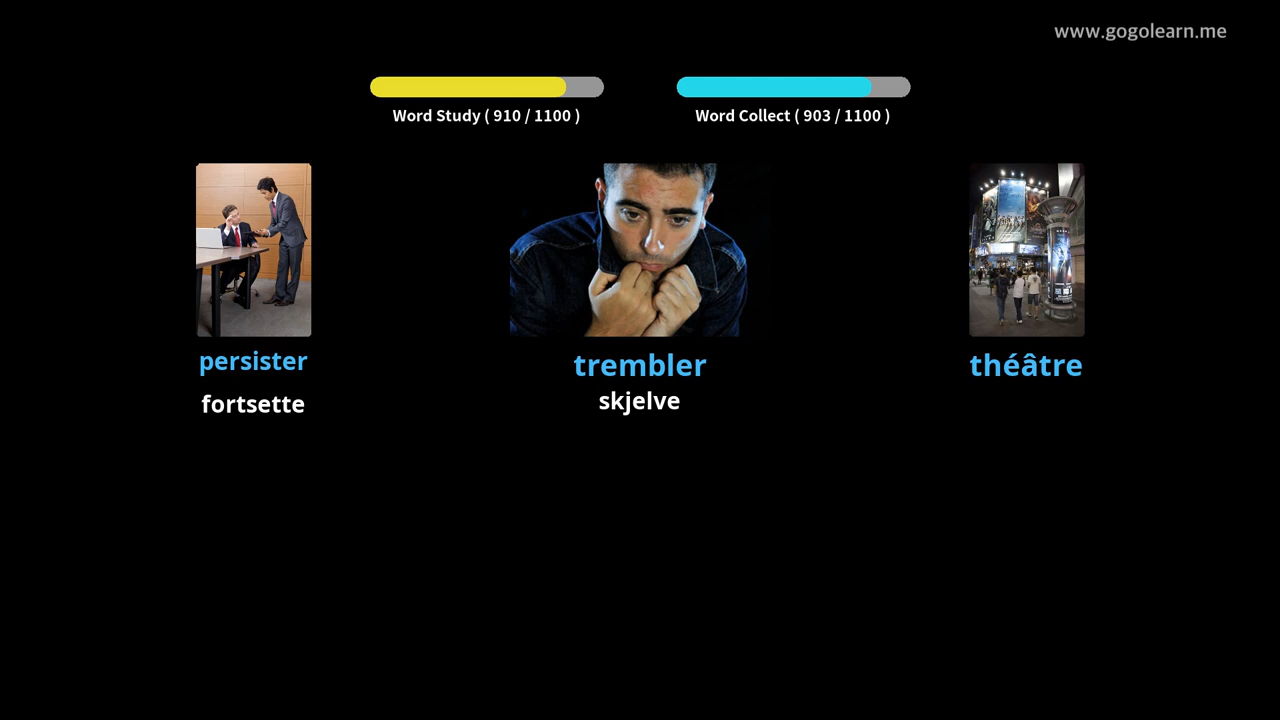 www.gogolearn.me
Word Study ( 910 / 1100 )
Word Collect ( 903 / 1100 )
persister
trembler
théâtre
fortsette
skjelve